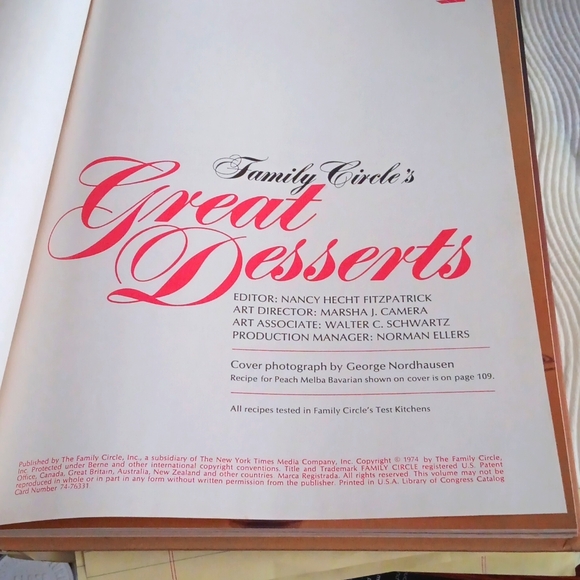 Family Circle's
Great
Desserts
EDITOR: NANCY HECHT FITZPATRICK
ART DIRECTOR: MARSHA J. CAMERA
ART ASSOCIATE: WALTER C. SCHWARTZ
PRODUCTION MANAGER: NORMAN ELLERS
Cover photograph by George Nordhausen
Recipe for Peach Melba Bavarian shown on cover is on page 109.
All recipes tested in Family Circle's Test Kitchens
Published by The Family Circle, Inc., a subsidiary of The New York Times Media Company, Inc. Copyright © 1974 by The Family Circle,
Inc. Protected under Berne and other international copyright conventions. Title and Trademark FAMILY CIRCLE registered U.S. Patent
Office, Canada, Great Britain, Australia, New Zealand and other countries. Marca Registrada. This volume may not be
reproduced in whole or in part in any form without written permission from the publisher. Printed in U.S.A. Library of Congress Catalog
Card Number 74-76331